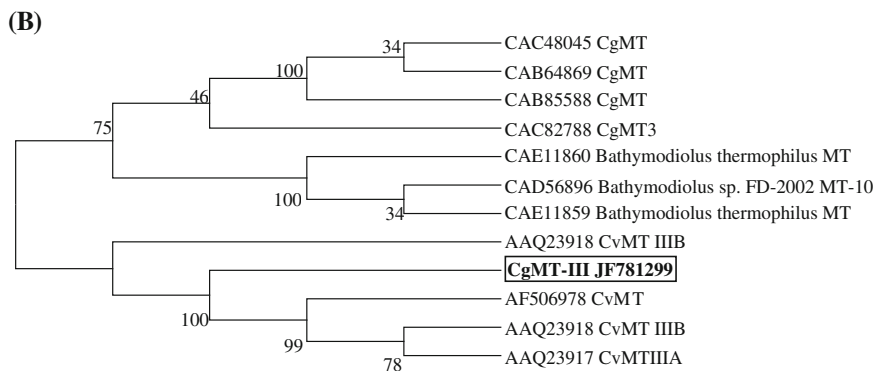 (B)
CAC48045 CgMT
34
CAB64869 CgMT
100
CAB85588 CgMT
46
CAC82788 CgMT3
75
CAE11860 Bathymodiolus thermophilus MT
CAD56896 Bathymodiolus sp. FD-2002 MT-10
100
34
CAE11859 Bathymodiolus thermophilus MT
AAQ23918 CvMT IIIB
CgMT-III JF781299
AF506978 CvMT
100
AAQ23918 CvMT IIIB
99
AAQ23917 CvMTIIIA
78